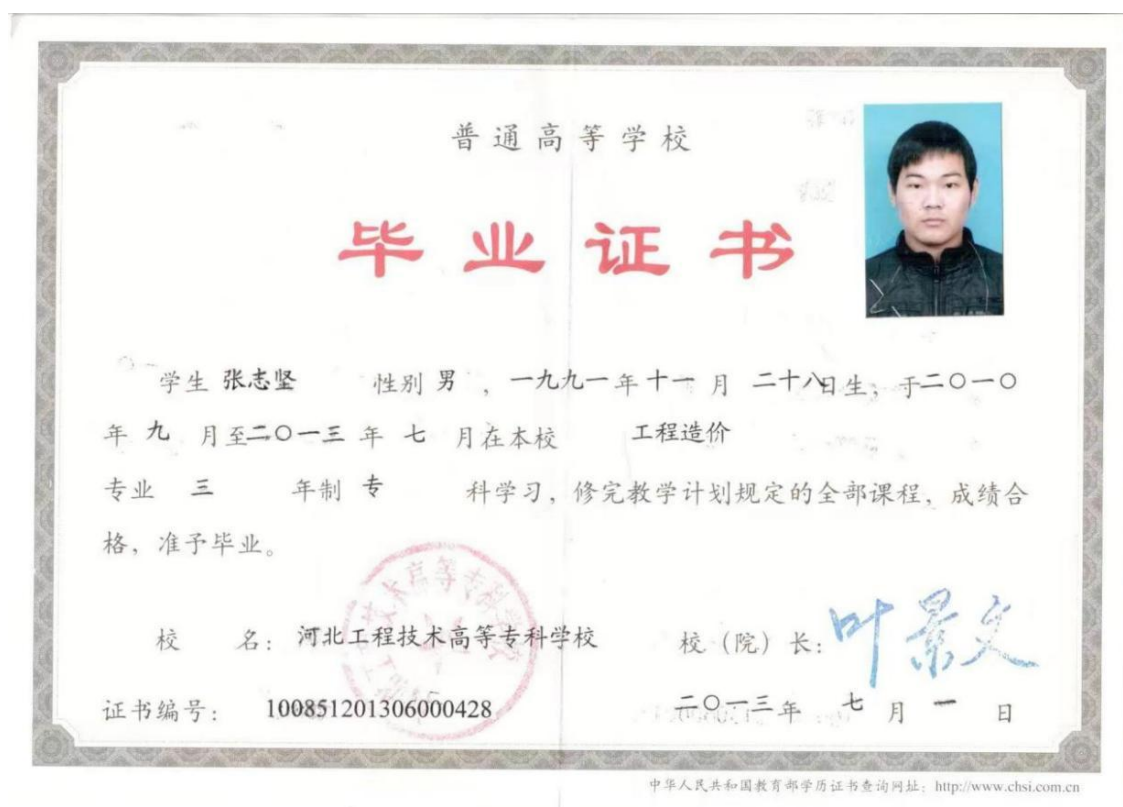 普通高等学校
毕业证书
学生 张志坚 性别 男 ，一九九一年十一月 二十八日生，于二〇一〇
年 九 月至二〇一三年 七 月在本校 工程造价
专业 三 年制 专 科学习，修完教学计划规定的全部课程，成绩合
格，准予毕业。
校 名：河北工程技术高等专科学校 校（院）长：叶景文
证书编号： 100851201306000428 二〇一三年 七 月 一 日
中华人民共和国教育部学历证书查询网址：http://www.chsi.com.cn